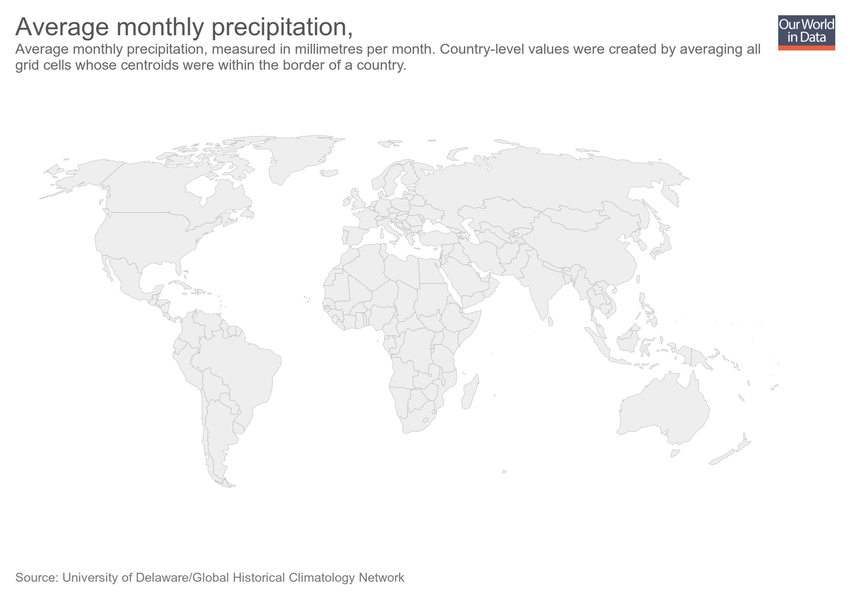 Average monthly precipitation,
Our World
in Data
Average monthly precipitation, measured in millimetres per month. Country-level values were created by averaging all
grid cells whose centroids were within the border of a country.
Source: University of Delaware/Global Historical Climatology Network